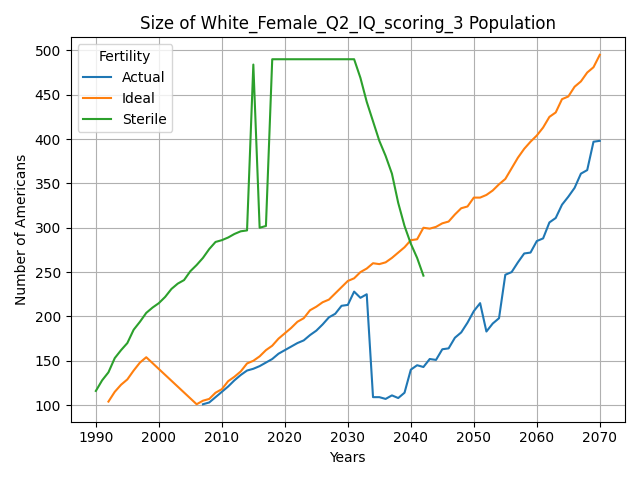 Size of White_Female_Q2_IQ_scoring_3 Population
Fertility
Actual
Ideal
Sterile
Number of Americans
500
450
400
350
300
250
200
150
100
1990 2000 2010 2020 2030 2040 2050 2060 2070
Years